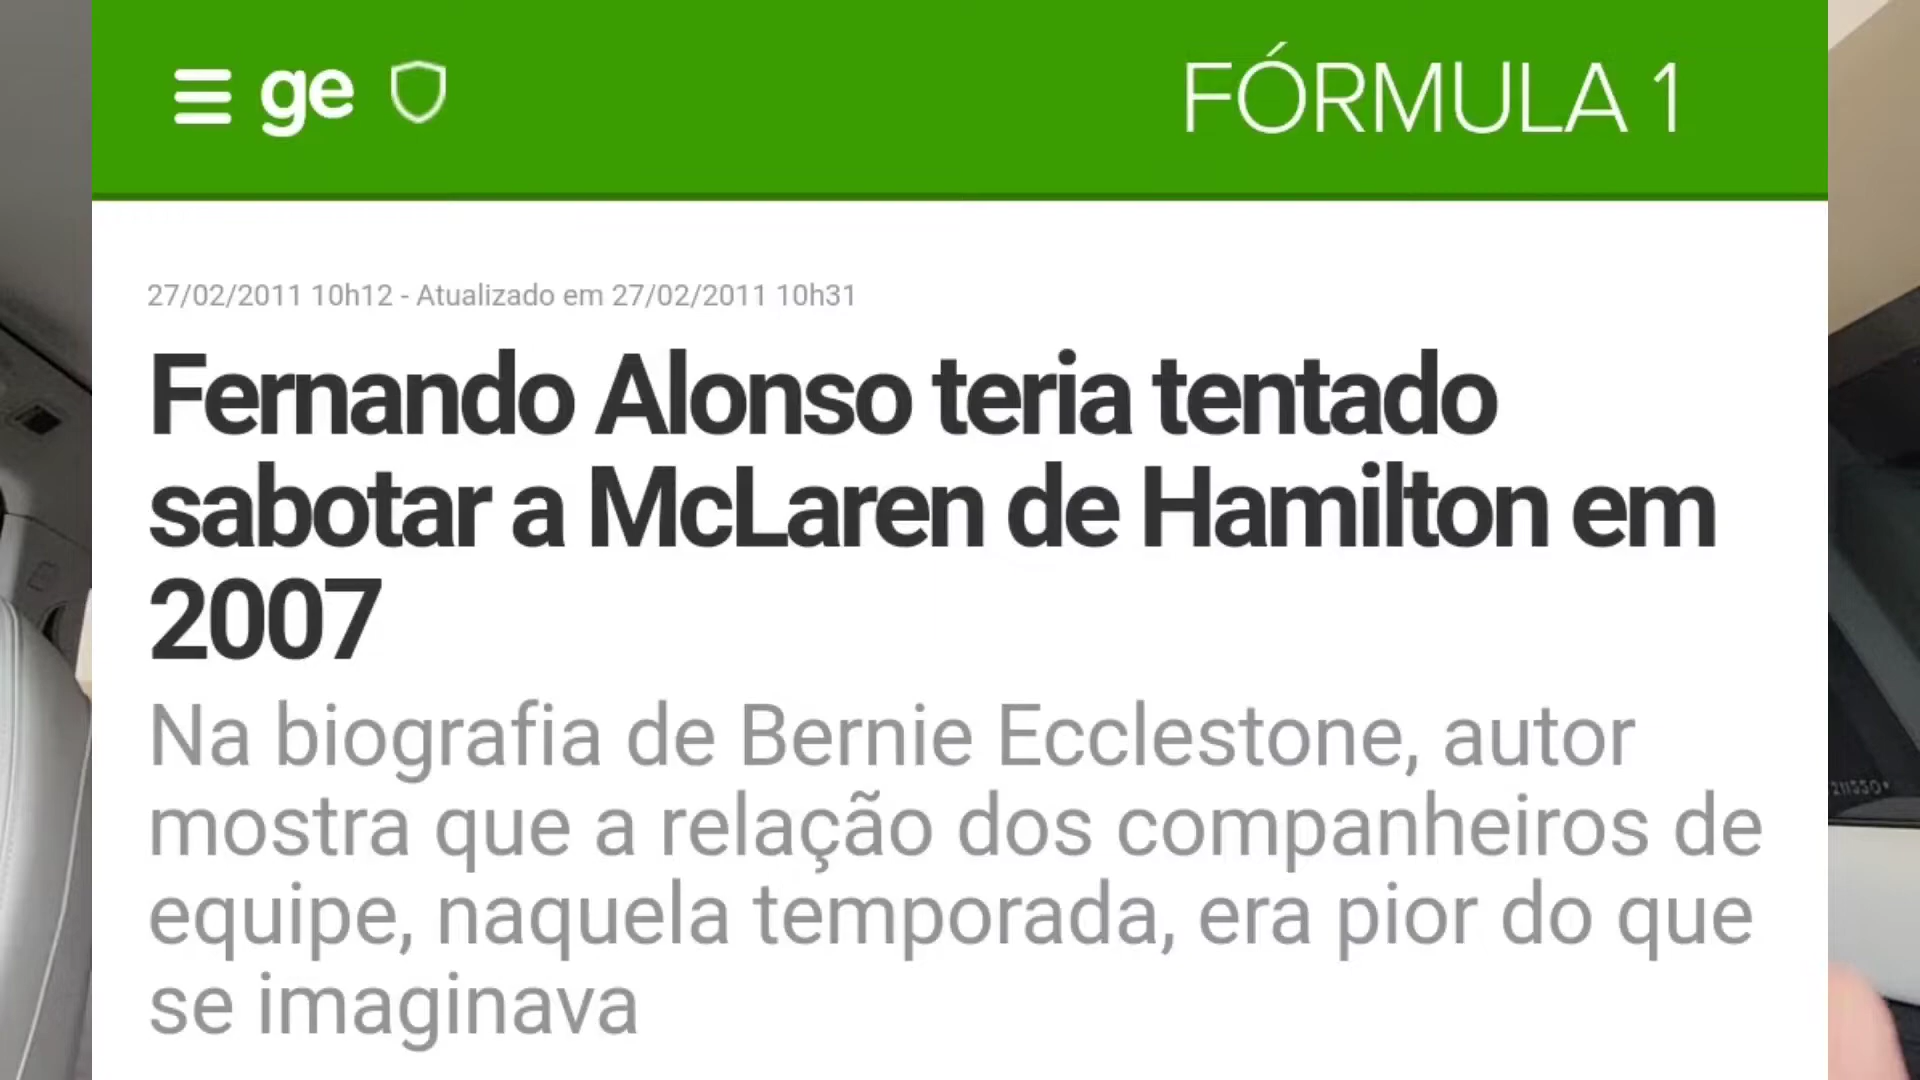 ge FÓRMULA 1
27/02/2011 10h12 - Atualizado em 27/02/2011 10h31
Fernando Alonso teria tentado
sabotar a McLaren de Hamilton em
2007
Na biografia de Bernie Ecclestone, autor
mostra que a relação dos companheiros de
equipe, naquela temporada, era pior do que
se imaginava